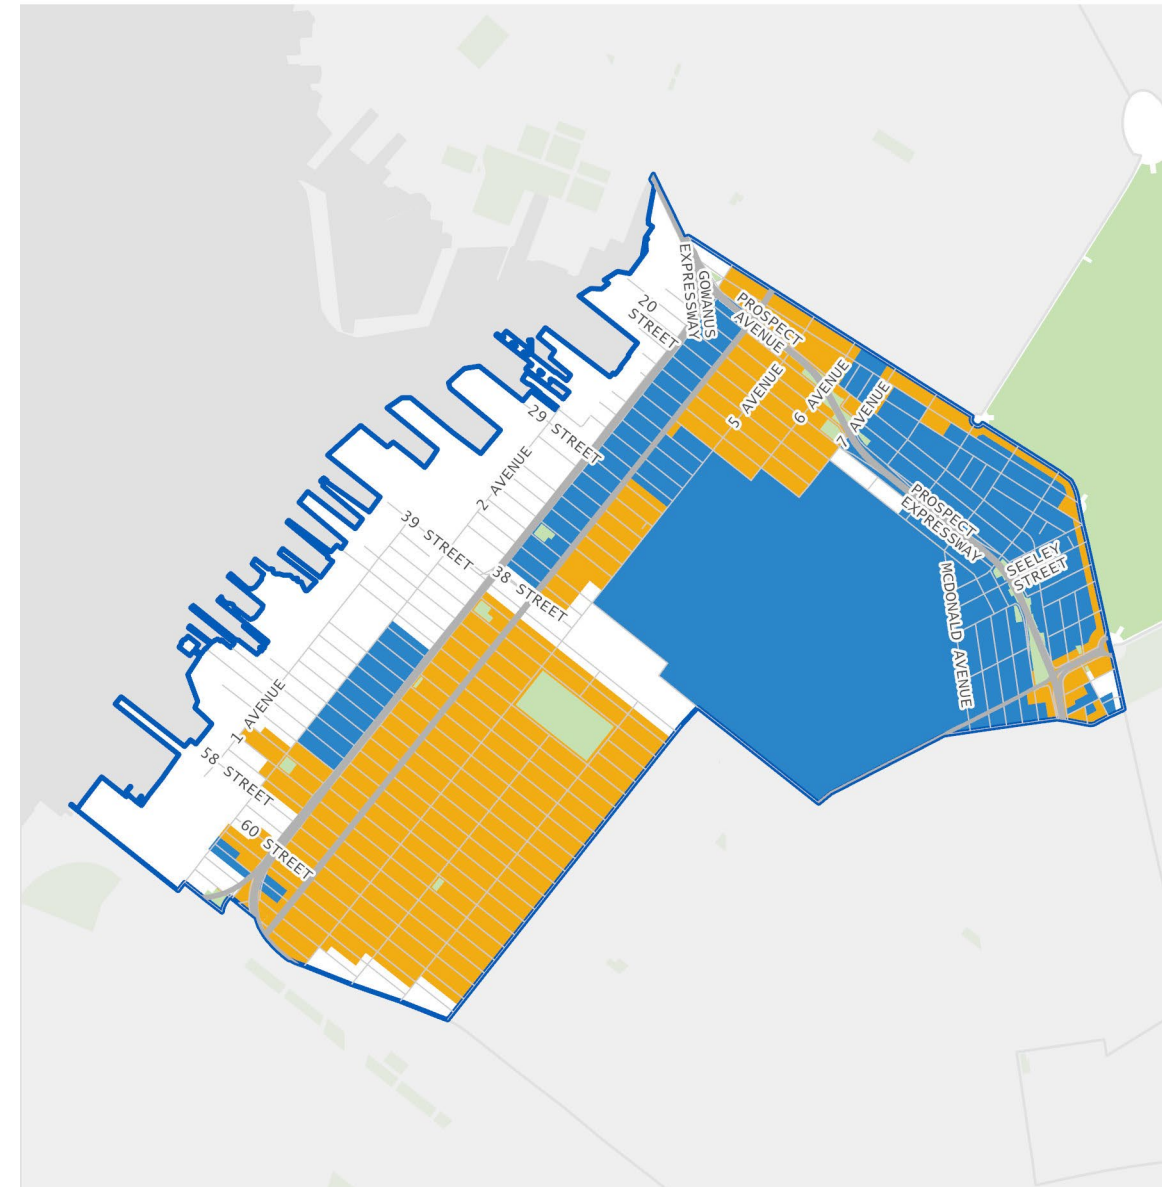 GOWANUS
EXPRESSWAY
20
STREET
PROSPECT
AVENUE
5 AVENUE
6 AVENUE
7 AVENUE
29 STREET
2 AVENUE
39 STREET
38 STREET
PROSPECT
EXPRESSWAY
SEELEY
STREET
MCDONALD AVENUE
1 AVENUE
58 STREET
60 STREET